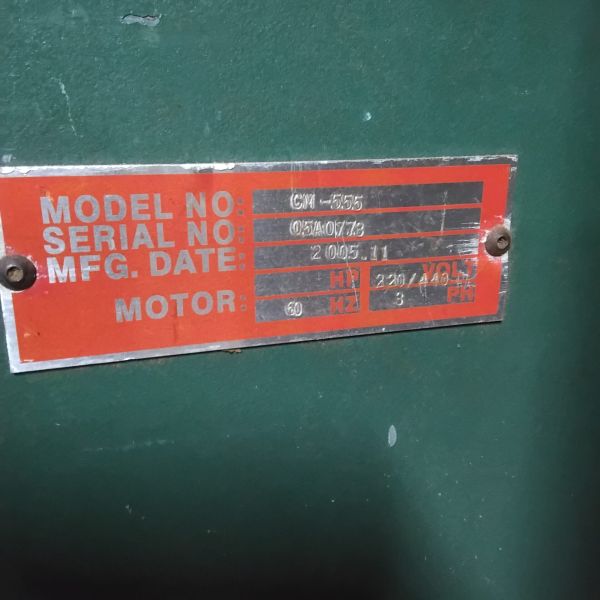 MODEL NO: CM-555
SERIAL NO: 05A0773
MFG. DATE: 2005.11
HP 220/440 VOLT
MOTOR: 60 HZ 3 PH